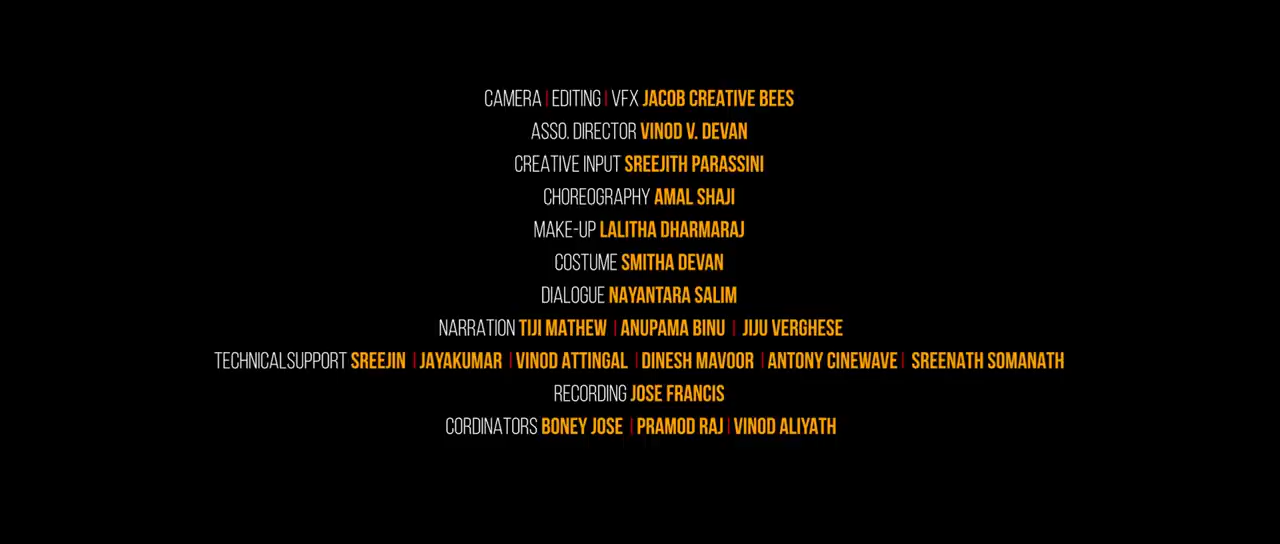 CAMERA | EDITING | VFX JACOB CREATIVE BEES
ASSO. DIRECTOR VINOD V. DEVAN
CREATIVE INPUT SREEJITH PARASSINI
CHOREOGRAPHY AMAL SHAJI
MAKE-UP LALITHA DHARMARAJ
COSTUME SMITHA DEVAN
DIALOGUE NAYANTARA SALIM
NARRATION TIJI MATHEW | ANUPAMA BINU | JIJU VERGHESE
TECHNICALSUPPORT SREEJIN | JAYAKUMAR | VINOD ATTINGAL | DINESH MAVOOR | ANTONY CINEWAVE | SREENATH SOMANATH
RECORDING JOSE FRANCIS
CORDINATORS BONEY JOSE | PRAMOD RAJ | VINOD ALIYATH